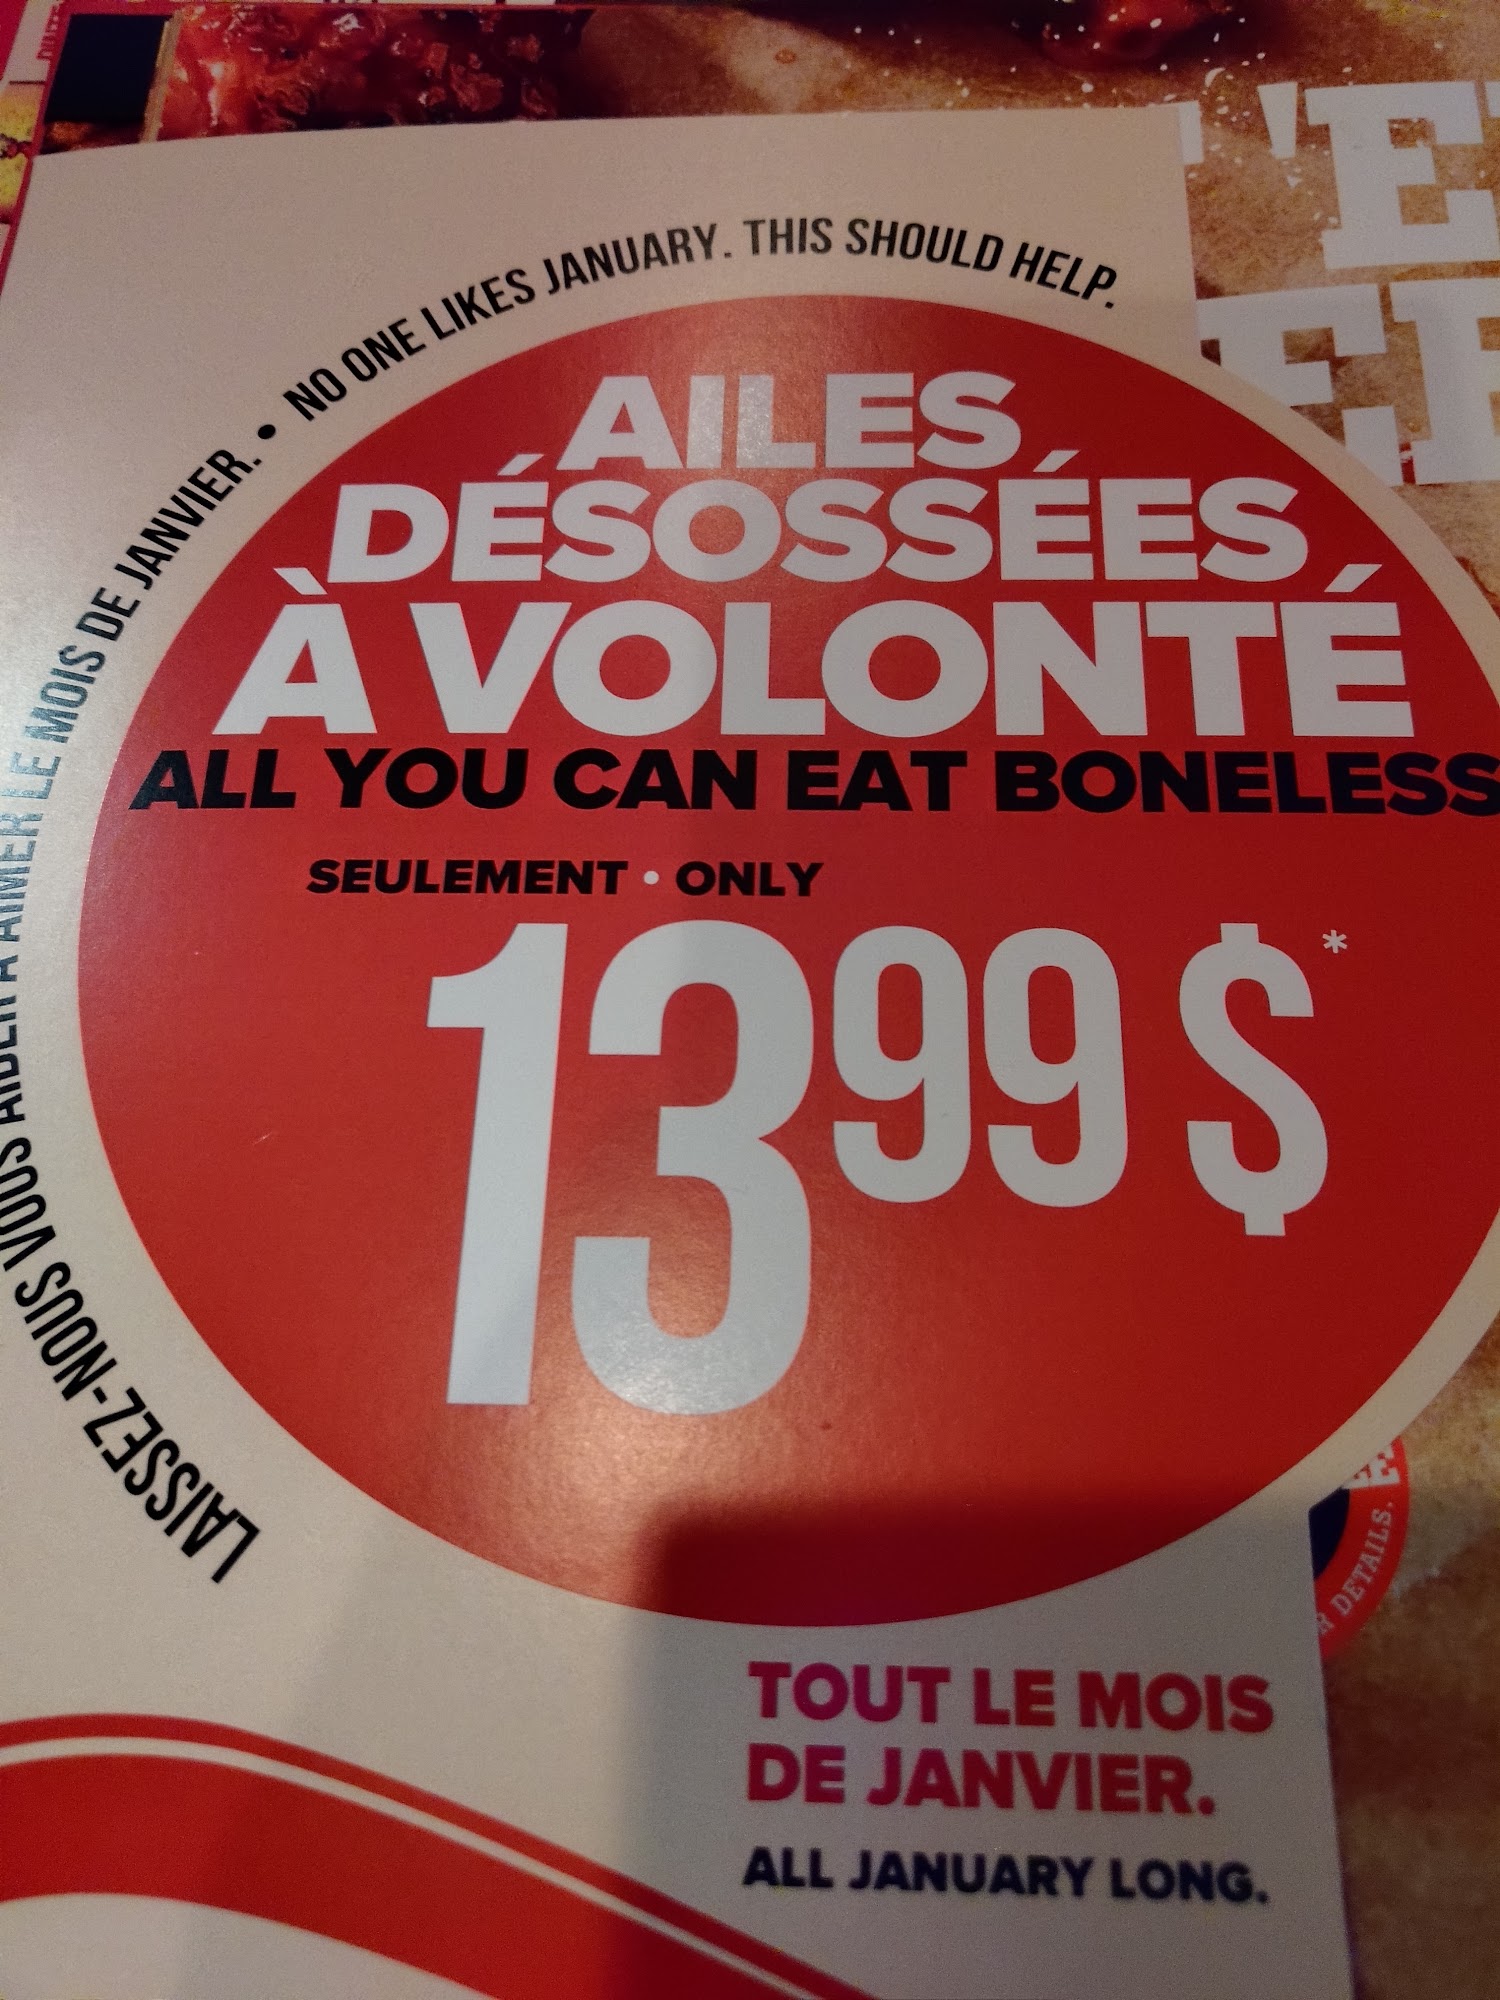 LAISSEZ-NOUS VOUS AIDER À AIMER LE MOIS DE JANVIER. • NO ONE LIKES JANUARY. THIS SHOULD HELP.
AILES
DÉSOSSÉES
À VOLONTÉ
ALL YOU CAN EAT BONELESS
SEULEMENT • ONLY
13 99 $*
TOUT LE MOIS
DE JANVIER.
ALL JANUARY LONG.
DETAILS.